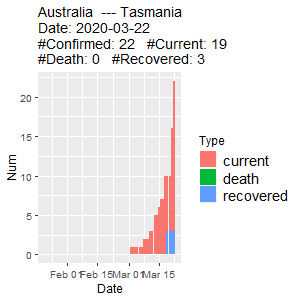 Australia  --- Tasmania
Date: 2020-03-22
#Confirmed: 22   #Current: 19
#Death: 0   #Recovered: 3
Num
20
15
10
5
0
Feb 01 Feb 15 Mar 01 Mar 15
Date
Type
current
death
recovered